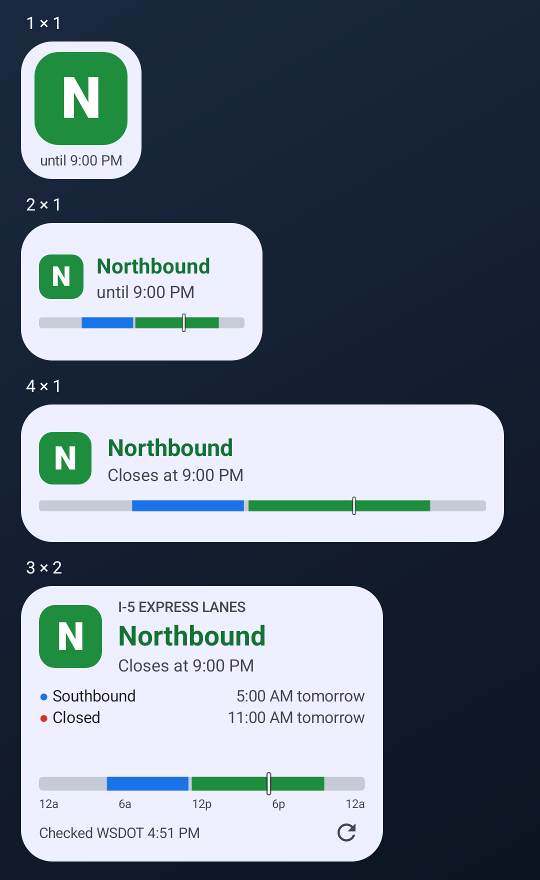 1 × 1
N
until 9:00 PM
2 × 1
N
Northbound
until 9:00 PM
4 × 1
N
Northbound
Closes at 9:00 PM
3 × 2
N
I-5 EXPRESS LANES
Northbound
Closes at 9:00 PM
Southbound 5:00 AM tomorrow
Closed 11:00 AM tomorrow
12a 6a 12p 6p 12a
Checked WSDOT 4:51 PM